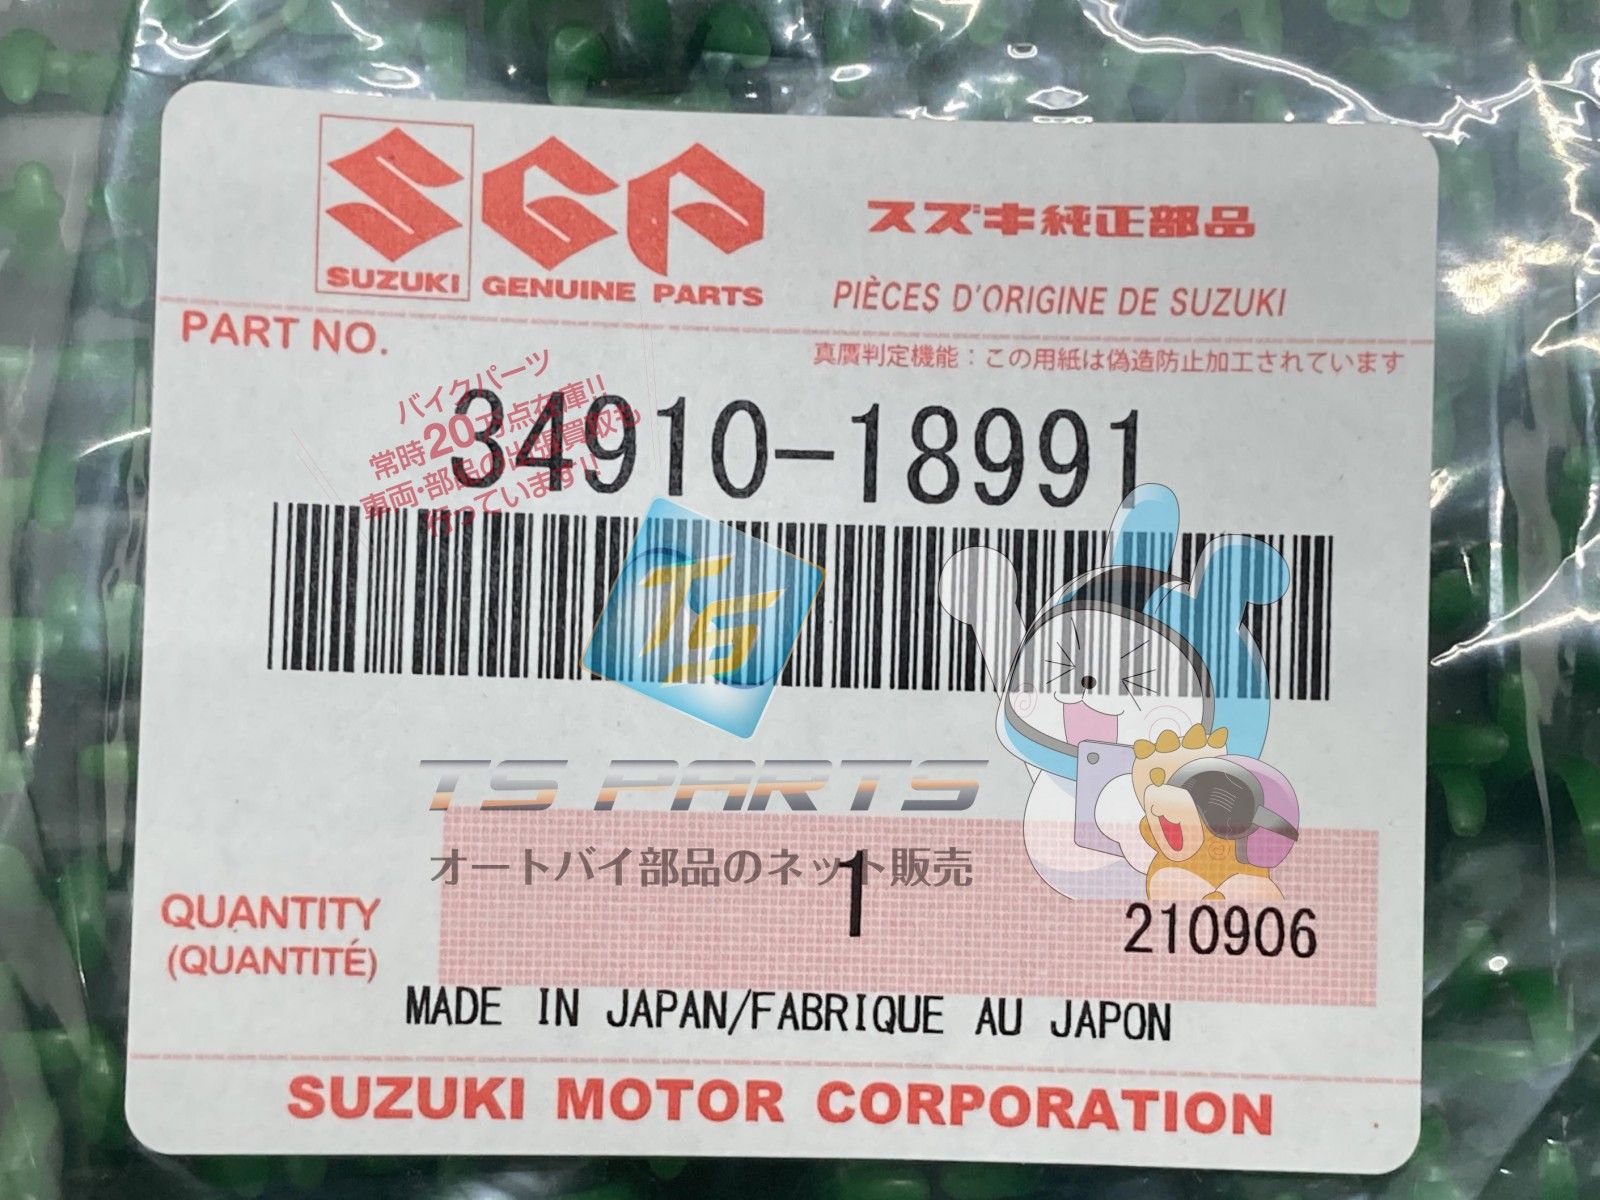 SUZUKI
GENUINE PARTS
スズキ純正部品
PIÈCES D'ORIGINE DE SUZUKI
PART NO.
真贋判定機能：この用紙は偽造防止加工されています
バイクパーツ
常時20万点在庫!!
車両・部品の出張買取も
行っています!!
34910-18991
TS
TS PARTS
オートバイ部品のネット販売
1
210906
QUANTITY
(QUANTITÉ)
MADE IN JAPAN/FABRIQUE AU JAPON
SUZUKI MOTOR CORPORATION